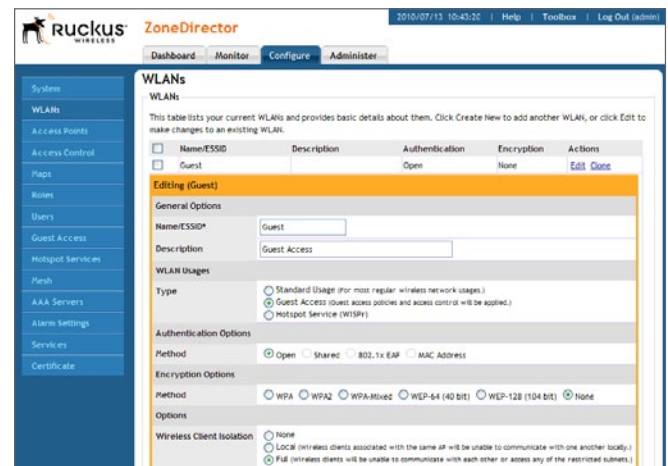 2010/07/13 10:43:20 | Help | Toolbox | Log Out (admin)
Ruckus
WIRELESS
ZoneDirector
Dashboard Monitor Configure Administer
System
WLANs
Access Points
Access Control
Maps
Roles
Users
Guest Access
Hotspot Services
Mesh
AAA Servers
Alarm Settings
Services
Certificate
WLANs
WLANs
This table lists your current WLANs and provides basic details about them. Click Create New to add another WLAN, or click Edit to
make changes to an existing WLAN.
Name/ESSID Description Authentication Encryption Actions
Guest Open None Edit Clone
Editing (Guest)
General Options
Name/ESSID* Guest
Description Guest Access
WLAN Usages
Type Standard Usage (For most regular wireless network usages.)
Guest Access (Guest access policies and access control will be applied.)
Hotspot Service (WISPr)
Authentication Options
Method Open Shared 802.1x EAP MAC Address
Encryption Options
Method WPA WPA2 WPA-Mixed WEP-64 (40 bit) WEP-128 (104 bit) None
Options
Wireless Client Isolation None
Local (Wireless clients associated with the same AP will be unable to communicate with one another locally.)
Full (Wireless clients will be unable to communicate with each other or access any of the restricted subnets.)